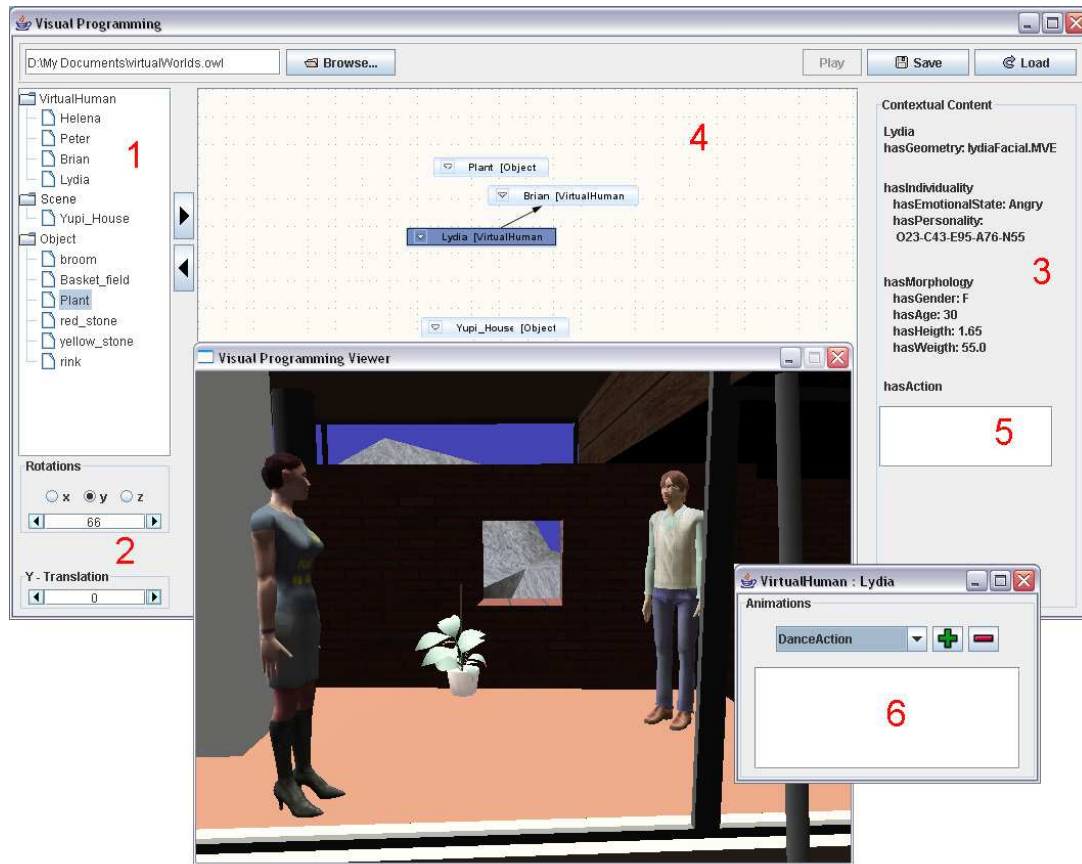 Visual Programming
D:\My Documents\virtualWorlds.owl
Browse...
Play
Save
Load
VirtualHuman
Helena
Peter
Brian
Lydia
Scene
Yupi_House
Object
broom
Basket_field
Plant
red_stone
yellow_stone
rink
1
Rotations
x y z
66
2
Y - Translation
0
4
Plant [Object
Brian [VirtualHuman
Lydia [VirtualHuman
Yupi_House [Object
Contextual Content
Lydia
hasGeometry: lydiaFacial.MVE
hasIndividuality
hasEmotionalState: Angry
hasPersonality:
O23-C43-E95-A76-N55
3
hasMorphology
hasGender: F
hasAge: 30
hasHeigth: 1.65
hasWeigth: 55.0
hasAction
5
Visual Programming Viewer
VirtualHuman : Lydia
Animations
DanceAction
6